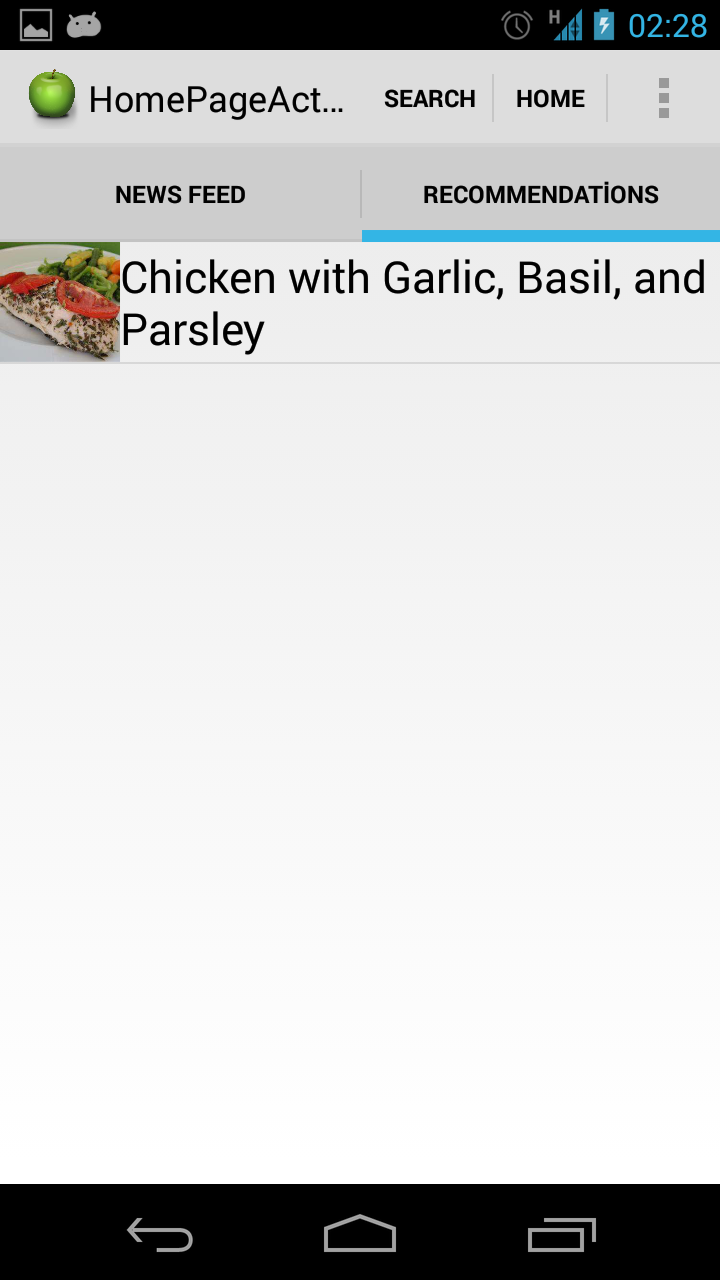 H 02:28
HomePageAct... SEARCH HOME
NEWS FEED RECOMMENDATİONS
Chicken with Garlic, Basil, and
Parsley